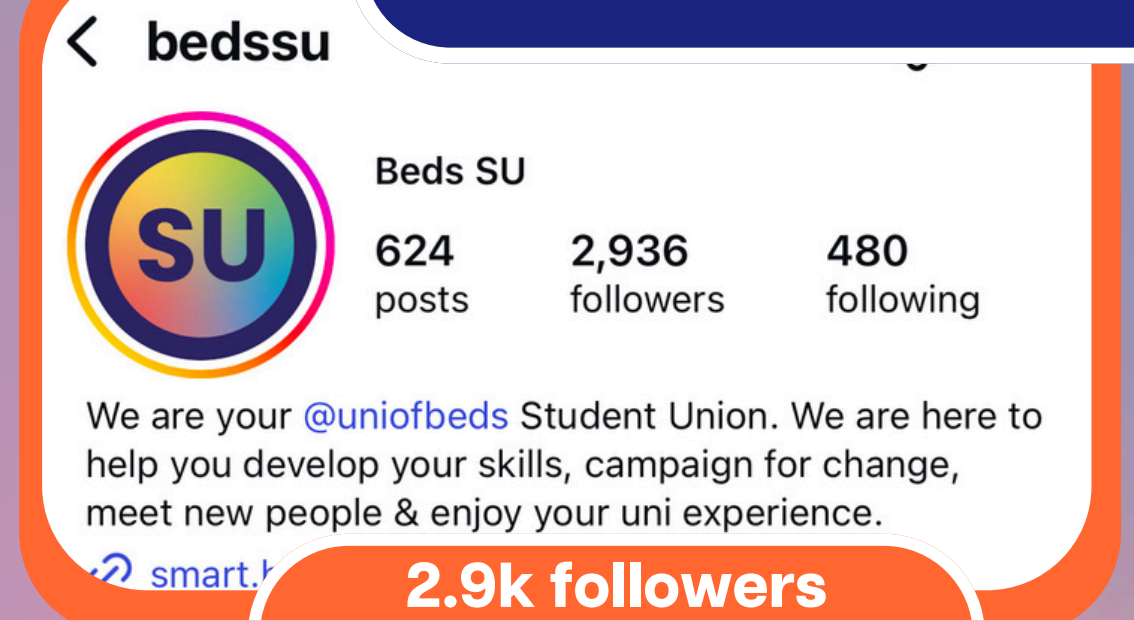 bedssu
SU
Beds SU
624 2,936 480
posts followers following
We are your @uniofbeds Student Union. We are here to
help you develop your skills, campaign for change,
meet new people & enjoy your uni experience.
smart.
2.9k followers